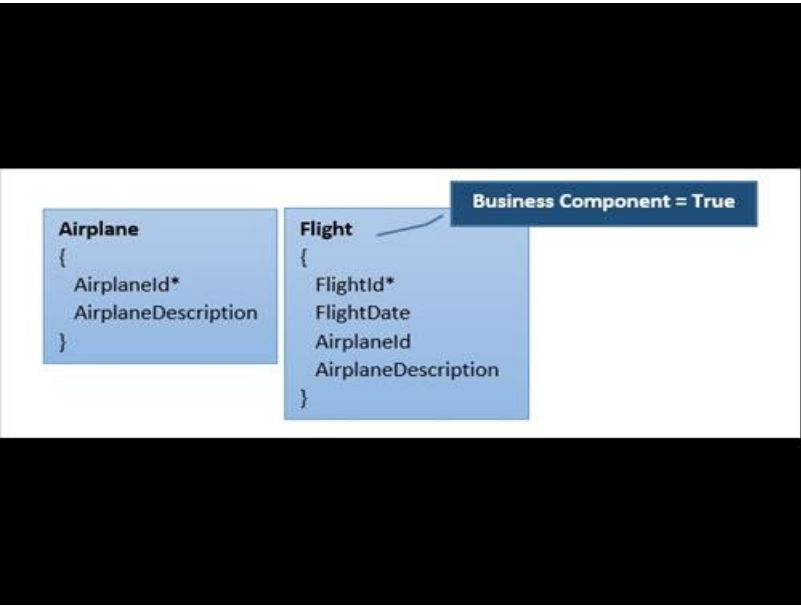 Business Component = True
Airplane
{
AirplaneId*
AirplaneDescription
}
Flight
{
FlightId*
FlightDate
AirplaneId
AirplaneDescription
}